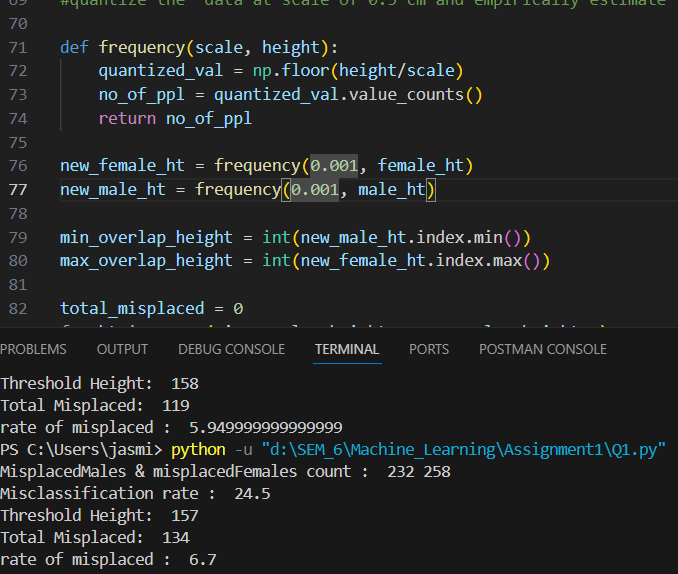 69 #quantize the data at scale of 0.5 cm and empirically estimate
70
71 def frequency(scale, height):
72     quantized_val = np.floor(height/scale)
73     no_of_ppl = quantized_val.value_counts()
74     return no_of_ppl
75
76 new_female_ht = frequency(0.001, female_ht)
77 new_male_ht = frequency(0.001, male_ht)
78
79 min_overlap_height = int(new_male_ht.index.min())
80 max_overlap_height = int(new_female_ht.index.max())
81
82 total_misplaced = 0
PROBLEMS OUTPUT DEBUG CONSOLE TERMINAL PORTS POSTMAN CONSOLE
Threshold Height:  158
Total Misplaced:  119
rate of misplaced :  5.949999999999999
PS C:\Users\jasmi> python -u "d:\SEM_6\Machine_Learning\Assignment1\Q1.py"
MisplacedMales & misplacedFemales count :  232 258
Misclassification rate :  24.5
Threshold Height:  157
Total Misplaced:  134
rate of misplaced :  6.7